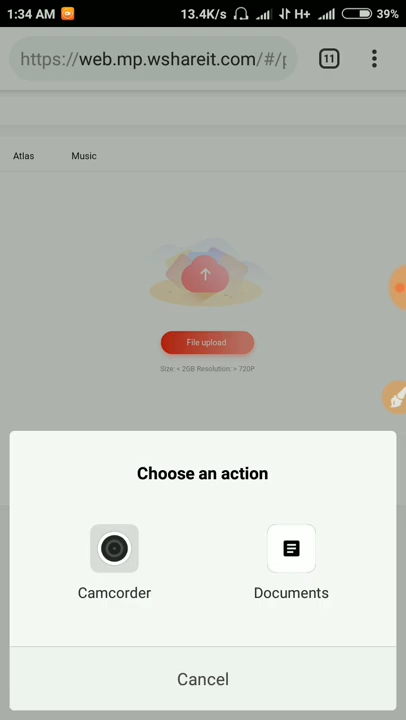 1:34 AM 13.4K/s H+ 39%
https://web.mp.wshareit.com/#/p 11
Atlas Music
File upload
Size: < 2GB Resolution: > 720P
Choose an action
Camcorder Documents
Cancel